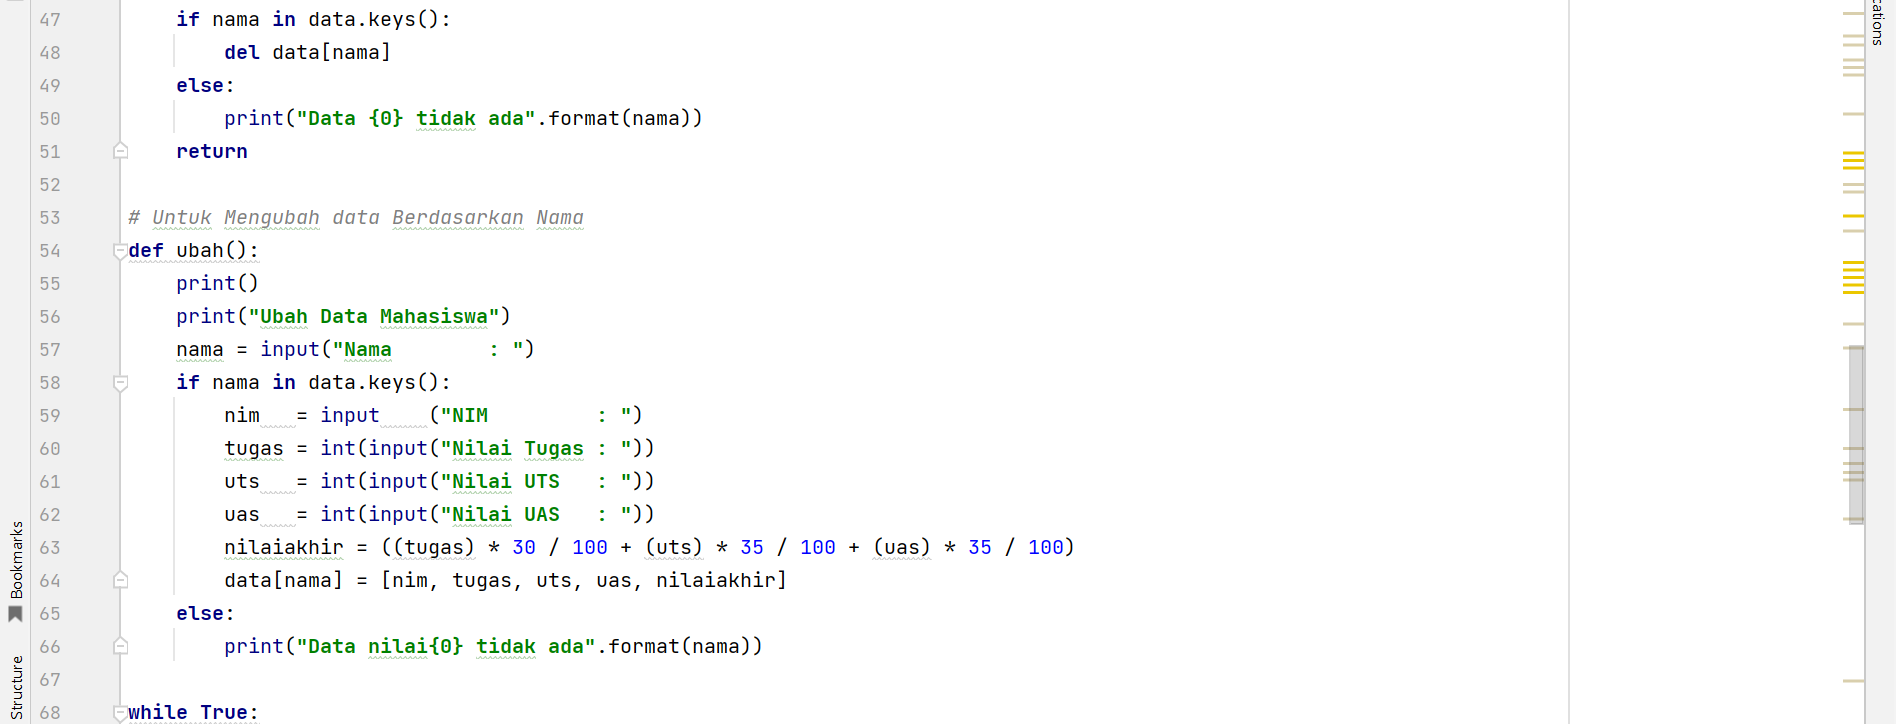 47 if nama in data.keys():
48 del data[nama]
49 else:
50 print("Data {0} tidak ada".format(nama))
51 return
52
53 # Untuk Mengubah data Berdasarkan Nama
54 def ubah():
55 print()
56 print("Ubah Data Mahasiswa")
57 nama = input("Nama        : ")
58 if nama in data.keys():
59 nim   = input    ("NIM         : ")
60 tugas = int(input("Nilai Tugas : "))
61 uts   = int(input("Nilai UTS   : "))
62 uas   = int(input("Nilai UAS   : "))
63 nilaiakhir = ((tugas) * 30 / 100 + (uts) * 35 / 100 + (uas) * 35 / 100)
64 data[nama] = [nim, tugas, uts, uas, nilaiakhir]
65 else:
66 print("Data nilai{0} tidak ada".format(nama))
67
68 while True:
Bookmarks
Structure